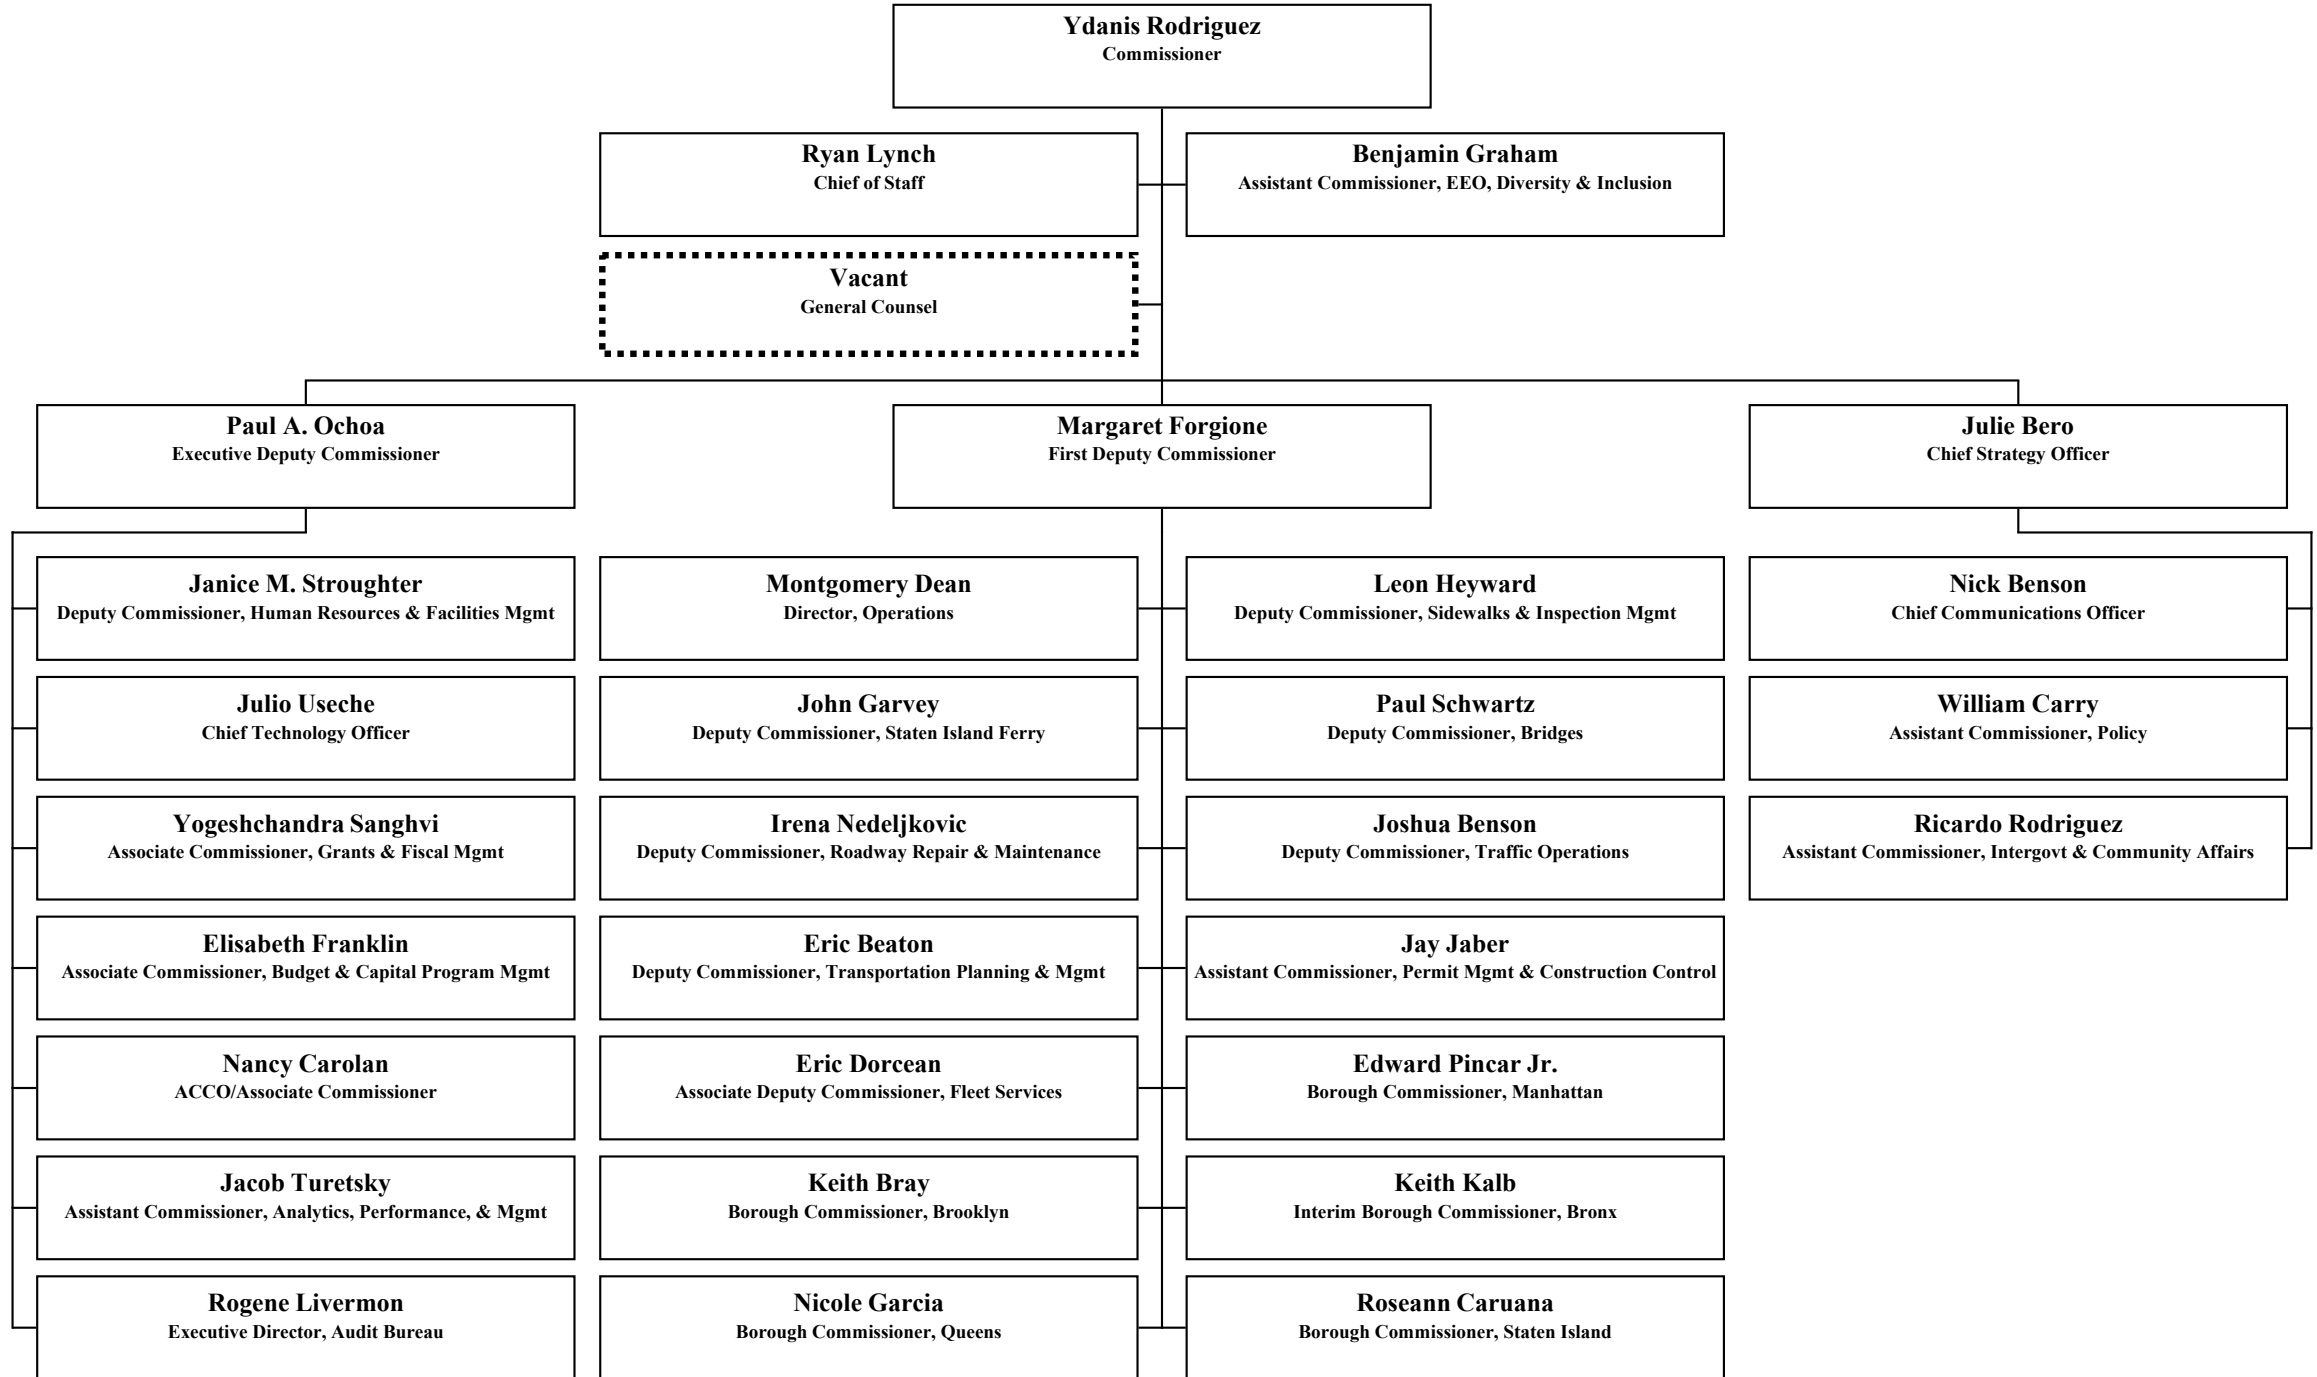 Ydanis Rodriguez
Commissioner
Ryan Lynch
Chief of Staff
Benjamin Graham
Assistant Commissioner, EEO, Diversity & Inclusion
Vacant
General Counsel
Paul A. Ochoa
Executive Deputy Commissioner
Margaret Forgione
First Deputy Commissioner
Julie Bero
Chief Strategy Officer
Janice M. Stroughter
Deputy Commissioner, Human Resources & Facilities Mgmt
Montgomery Dean
Director, Operations
Leon Heyward
Deputy Commissioner, Sidewalks & Inspection Mgmt
Nick Benson
Chief Communications Officer
Julio Useche
Chief Technology Officer
John Garvey
Deputy Commissioner, Staten Island Ferry
Paul Schwartz
Deputy Commissioner, Bridges
William Carry
Assistant Commissioner, Policy
Yogeshchandra Sanghvi
Associate Commissioner, Grants & Fiscal Mgmt
Irena Nedeljkovic
Deputy Commissioner, Roadway Repair & Maintenance
Joshua Benson
Deputy Commissioner, Traffic Operations
Ricardo Rodriguez
Assistant Commissioner, Intergovt & Community Affairs
Elisabeth Franklin
Associate Commissioner, Budget & Capital Program Mgmt
Eric Beaton
Deputy Commissioner, Transportation Planning & Mgmt
Jay Jaber
Assistant Commissioner, Permit Mgmt & Construction Control
Nancy Carolan
ACCO/Associate Commissioner
Eric Dorcean
Associate Deputy Commissioner, Fleet Services
Edward Pincar Jr.
Borough Commissioner, Manhattan
Jacob Turetsky
Assistant Commissioner, Analytics, Performance, & Mgmt
Keith Bray
Borough Commissioner, Brooklyn
Keith Kalb
Interim Borough Commissioner, Bronx
Rogene Livermon
Executive Director, Audit Bureau
Nicole Garcia
Borough Commissioner, Queens
Roseann Caruana
Borough Commissioner, Staten Island